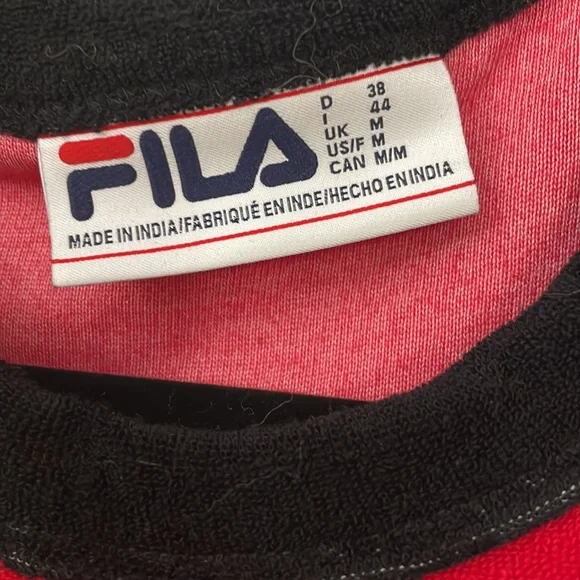 FILA
D 38
I 44
UK M
US/F M
CAN M/M
MADE IN INDIA/FABRIQUÉ EN INDE/HECHO EN INDIA